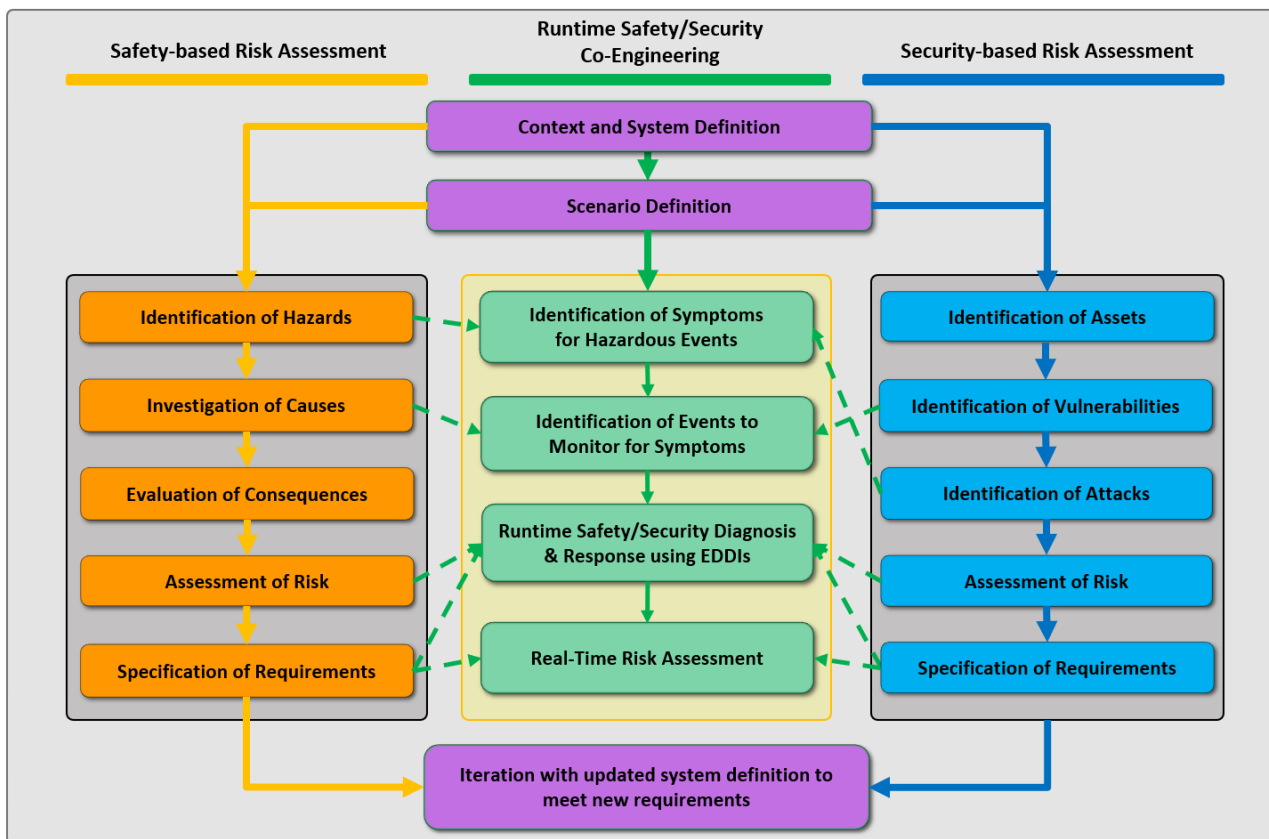 Safety-based Risk Assessment
Runtime Safety/Security
Co-Engineering
Security-based Risk Assessment
Context and System Definition
Scenario Definition
Identification of Hazards
Investigation of Causes
Evaluation of Consequences
Assessment of Risk
Specification of Requirements
Identification of Symptoms
for Hazardous Events
Identification of Events to
Monitor for Symptoms
Runtime Safety/Security Diagnosis
& Response using EDDIs
Real-Time Risk Assessment
Identification of Assets
Identification of Vulnerabilities
Identification of Attacks
Assessment of Risk
Specification of Requirements
Iteration with updated system definition to
meet new requirements